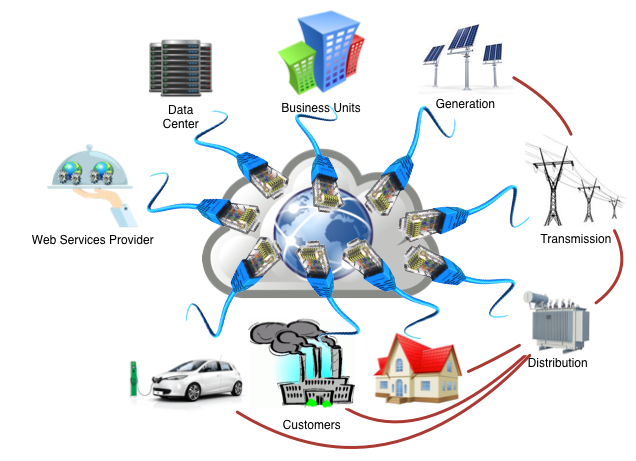 Data
Center
Business Units
Generation
Web Services Provider
Transmission
Distribution
Customers